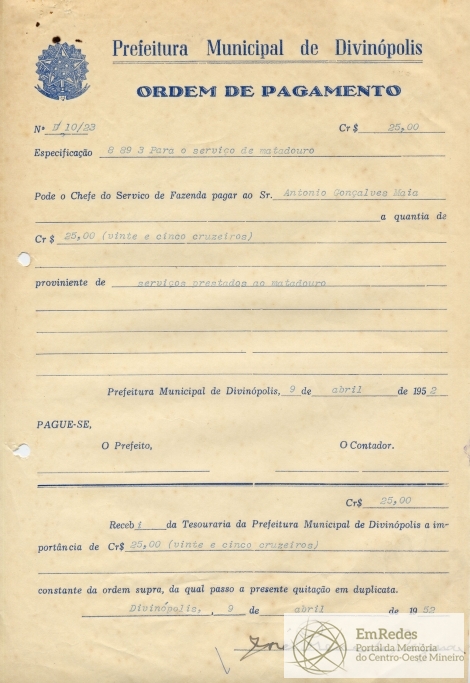 Prefeitura Municipal de Divinópolis
ORDEM DE PAGAMENTO
Nº D/10/23 Cr$ 25,00
Especificação 8 89 3 Para o serviço de matadouro
Pode o Chefe do Servico de Fazenda pagar ao Sr. Antonio Gonçalves Maia
a quantia de
Cr $ 25,00 (vinte e cinco cruzeiros)
proviniente de serviços prestados ao matadouro
Prefeitura Municipal de Divinópolis, 9 de abril de 1952
PAGUE-SE,
O Prefeito, O Contador.
Cr$ 25,00
Recebi da Tesouraria da Prefeitura Municipal de Divinópolis a im-
portância de Cr$ 25,00 (vinte e cinco cruzeiros)
constante da ordem supra, da qual passo a presente quitação em duplicata.
Divinópolis, , 9 de abril de 1952
EmRedes
Portal da Memória
do Centro-Oeste Mineiro